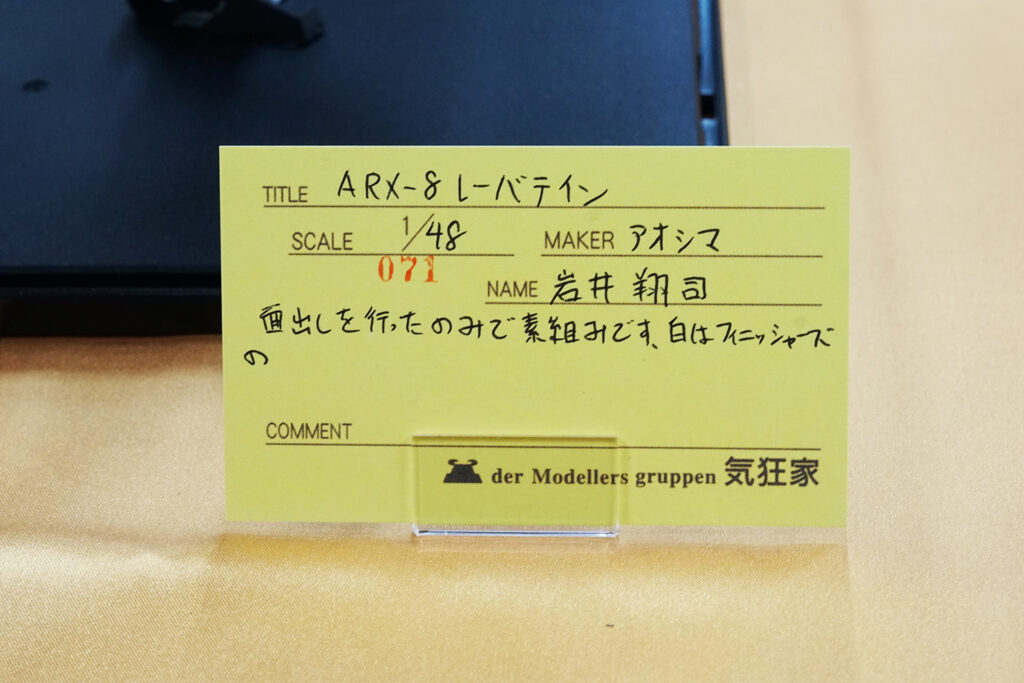 TITLE ARX-8 レーバテイン
SCALE 1/48 MAKER アオシマ
071
NAME 岩井 翔司
面出しを行ったのみで素組みです、白はフィニッシャーズ
の
COMMENT
der Modellers gruppen 気狂家